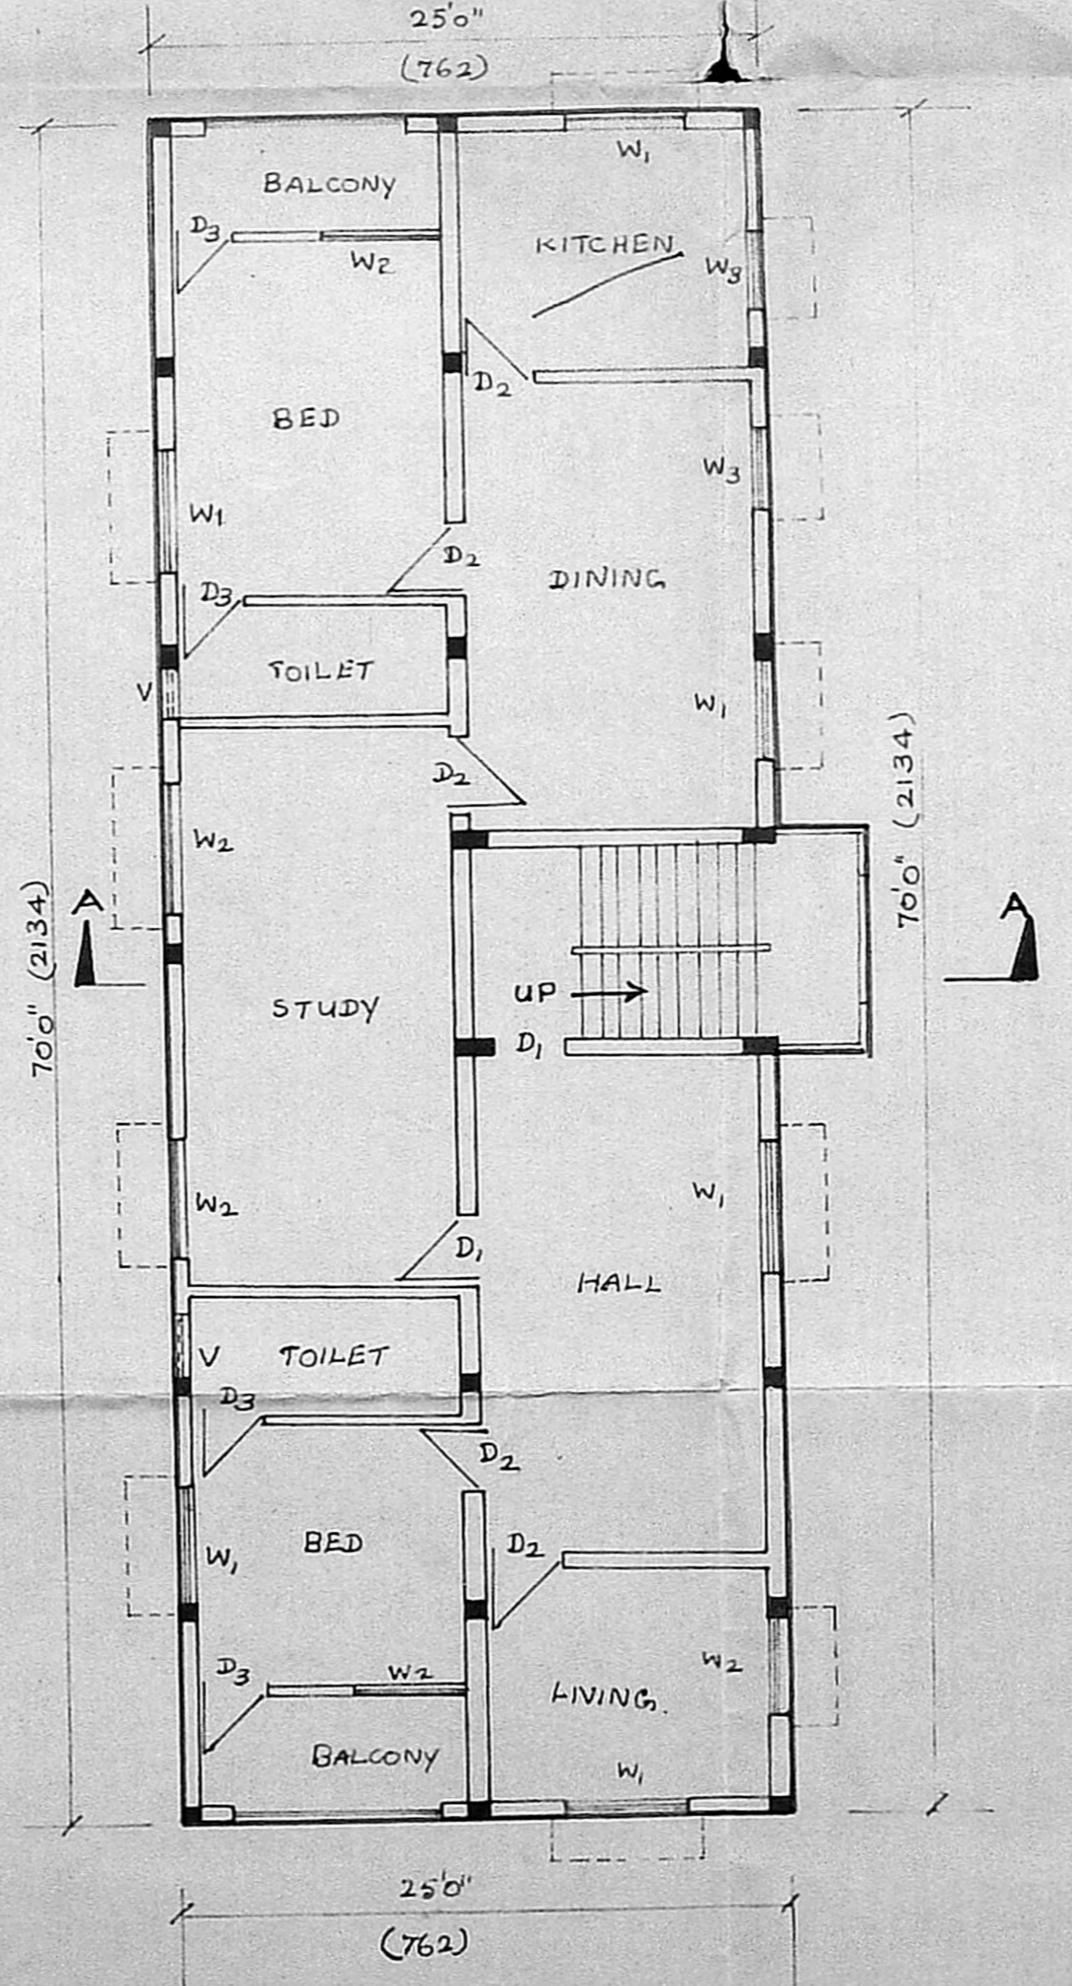 25'0"
(762)
W1
BALCONY
D3
KITCHEN
W2
W3
D2
BED
W3
W1
D2
DINING
D3
TOILET
V
W1
D2
70'0" (2134)
W2
A
A
70'0" (2134)
UP
STUDY
D1
W1
W2
D1
HALL
V TOILET
D3
D2
BED
D2
W1
W2
D3
W2
LIVING.
BALCONY
W1
25'0"
(762)